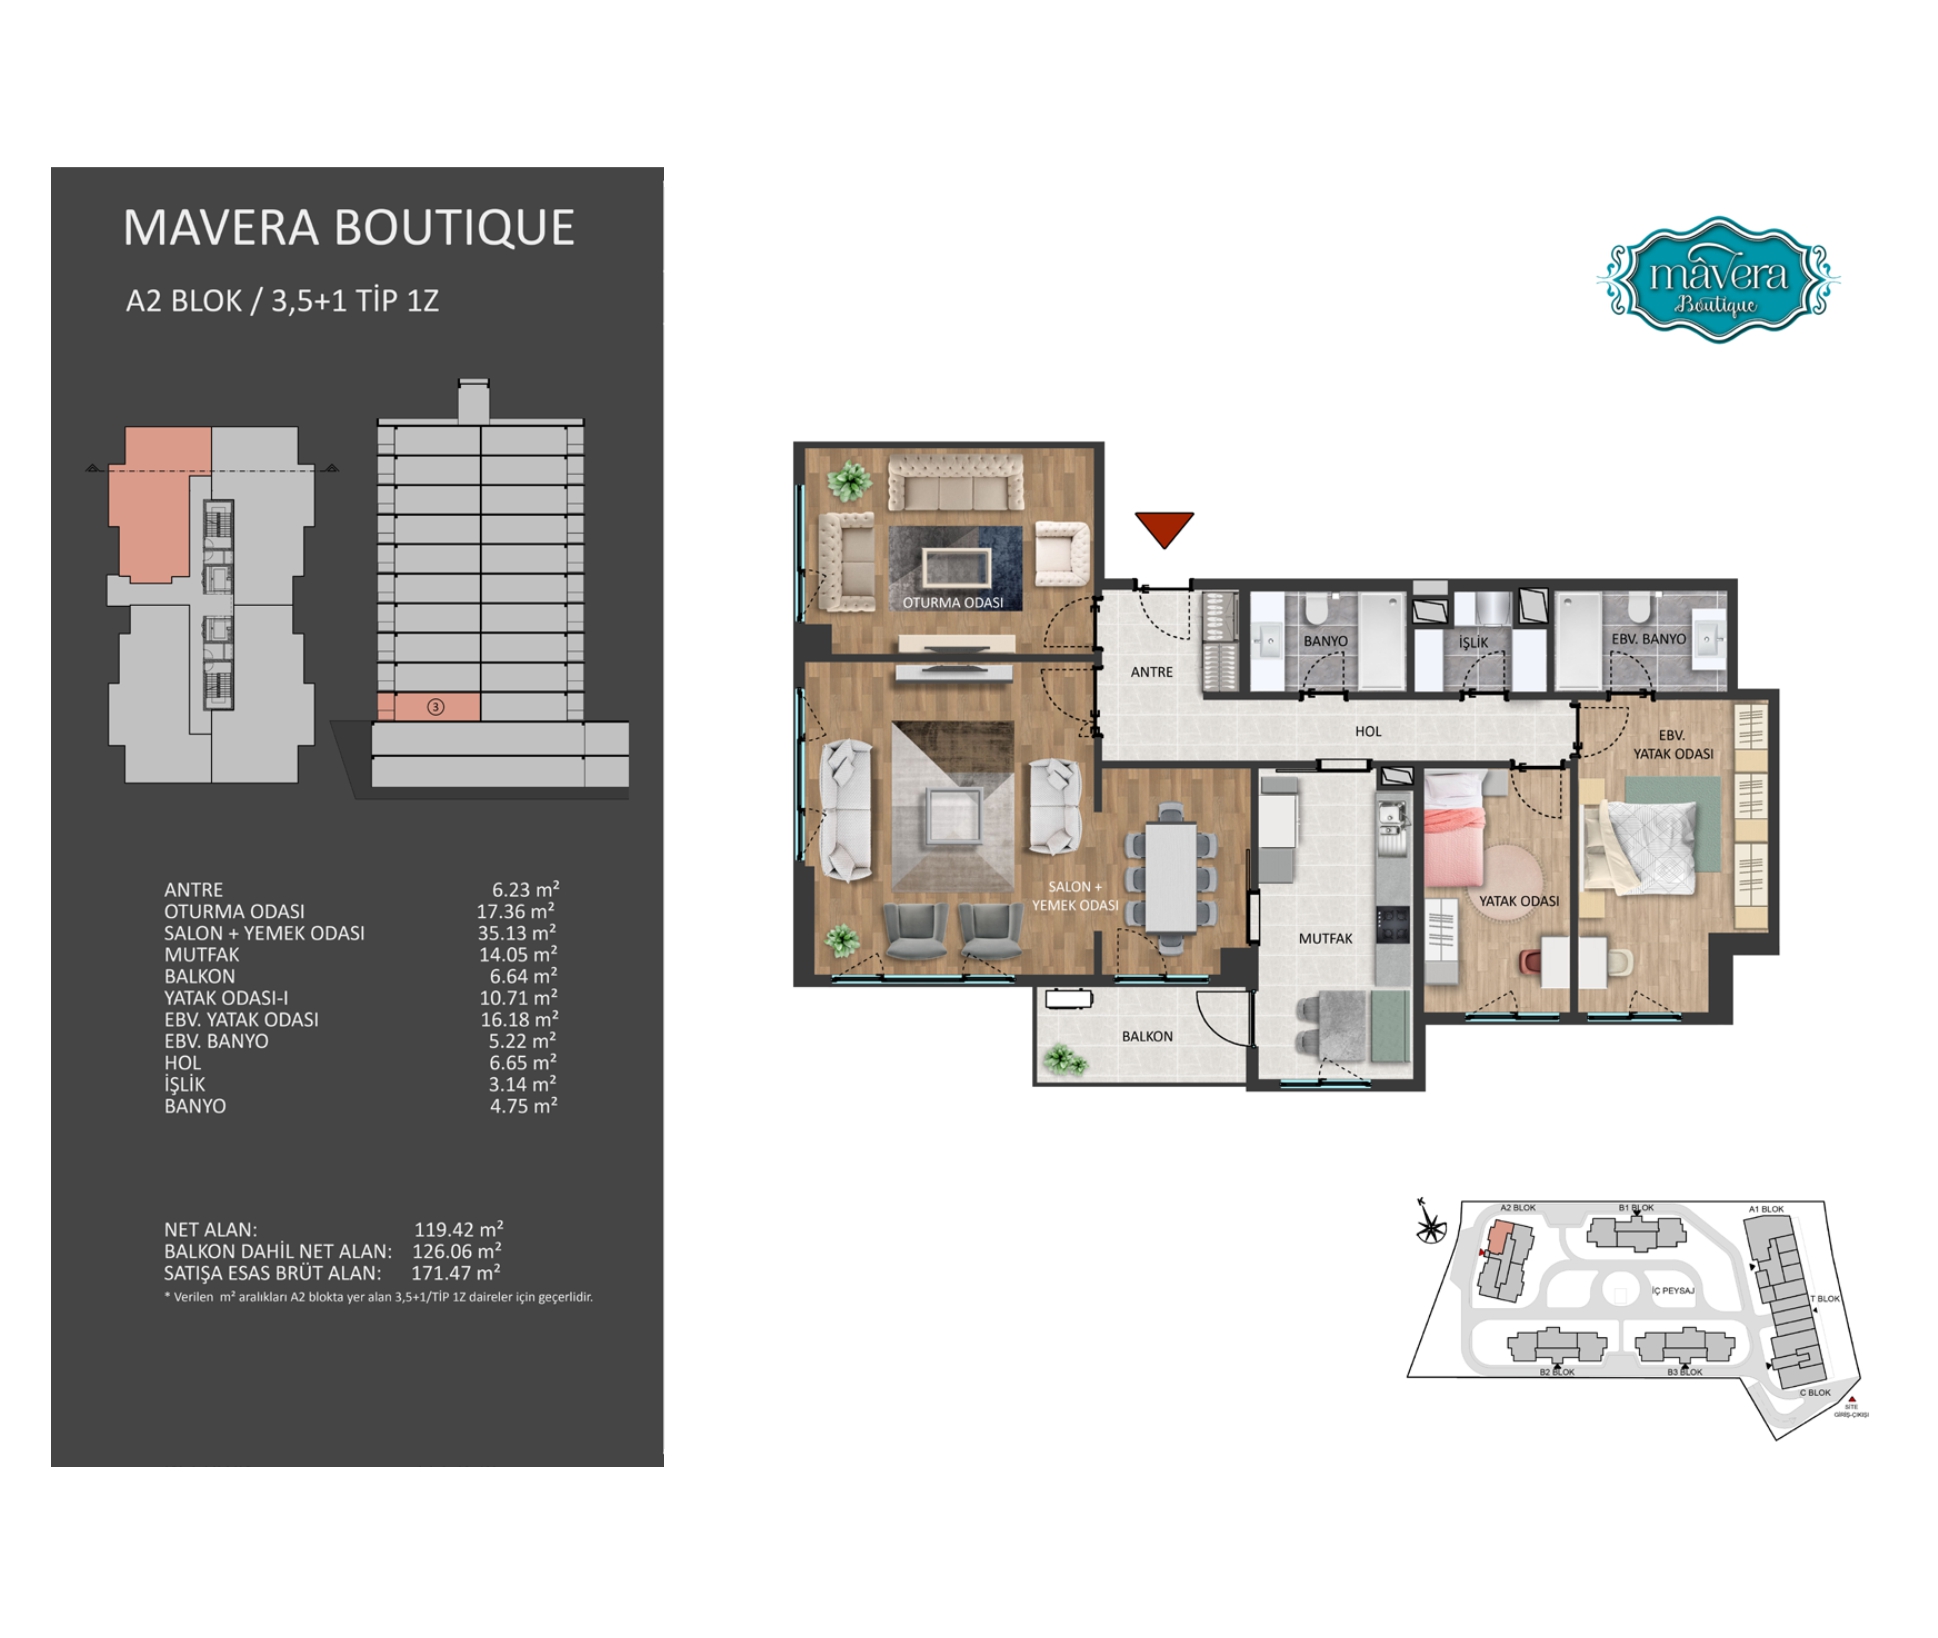 MAVERA BOUTIQUE
A2 BLOK / 3,5+1 TİP 1Z
3
ANTRE 6.23 m²
OTURMA ODASI 17.36 m²
SALON + YEMEK ODASI 35.13 m²
MUTFAK 14.05 m²
BALKON 6.64 m²
YATAK ODASI-I 10.71 m²
EBV. YATAK ODASI 16.18 m²
EBV. BANYO 5.22 m²
HOL 6.65 m²
İŞLİK 3.14 m²
BANYO 4.75 m²
NET ALAN: 119.42 m²
BALKON DAHİL NET ALAN: 126.06 m²
SATIŞA ESAS BRÜT ALAN: 171.47 m²
* Verilen m² aralıkları A2 blokta yer alan 3,5+1/TİP 1Z daireler için geçerlidir.
mâvera
Boutique
OTURMA ODASI
ANTRE
BANYO
İŞLİK
EBV. BANYO
HOL
EBV.
YATAK ODASI
SALON +
YEMEK ODASI
MUTFAK
YATAK ODASI
BALKON
K
A2 BLOK
B1 BLOK
A1 BLOK
İÇ PEYSAJ
T BLOK
B2 BLOK
B3 BLOK
C BLOK
SİTE
GİRİŞ-ÇIKIŞI